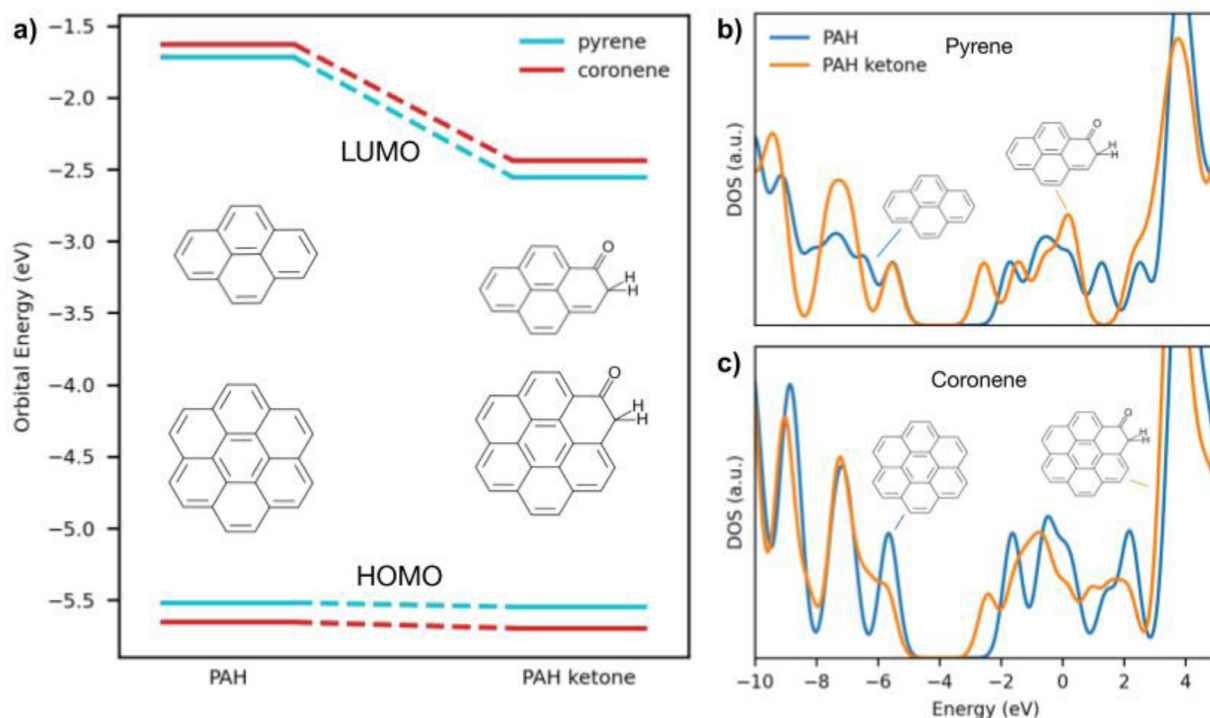 a)
−1.5
−2.0
−2.5
−3.0
−3.5
−4.0
−4.5
−5.0
−5.5
Orbital Energy (eV)
pyrene
coronene
LUMO
O
H
H
O
H
H
HOMO
PAH
PAH ketone
b)
PAH
PAH ketone
Pyrene
O
H
H
DOS (a.u.)
c)
Coronene
O
H
H
DOS (a.u.)
−10 −8 −6 −4 −2 0 2 4
Energy (eV)